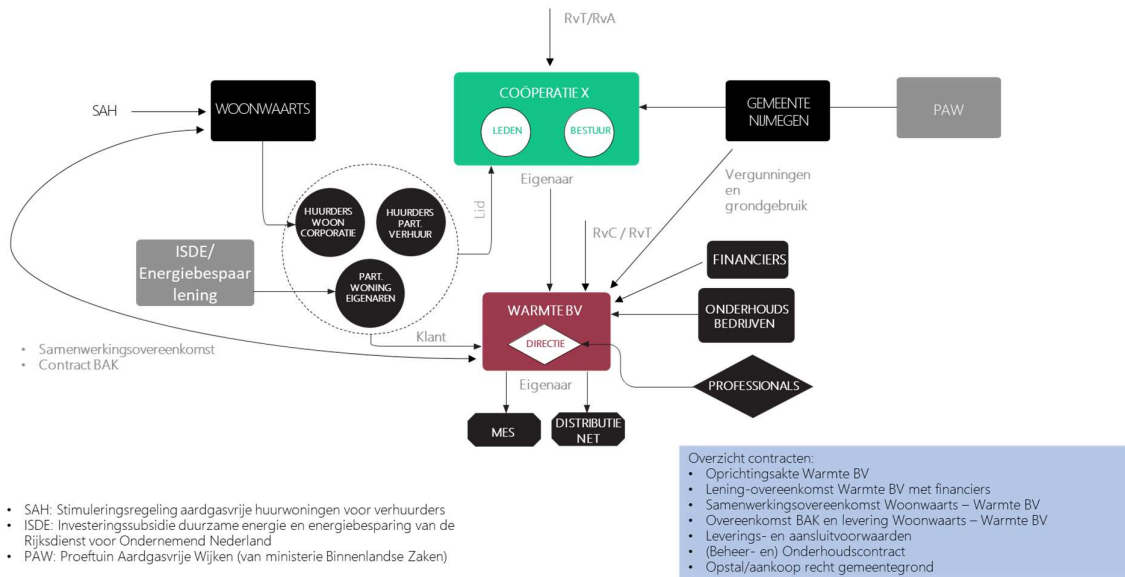 RvT/RvA
SAH
WOONWAARTS
COÖPERATIE X
LEDEN
BESTUUR
GEMEENTE
NIJMEGEN
PAW
Eigenaar
Vergunningen
en
grondgebruik
Lid
HUURDERS
WOON
CORPORATIE
HUURDERS
PART.
VERHUUR
RvC / RvT
ISDE/
Energiebespaar
lening
PART.
WONING
EIGENAREN
FINANCIERS
WARMTE BV
DIRECTIE
ONDERHOUDS
BEDRIJVEN
Klant
• Samenwerkingsovereenkomst
• Contract BAK
Eigenaar
PROFESSIONALS
MES
DISTRIBUTIE
NET
• SAH: Stimuleringsregeling aardgasvrije huurwoningen voor verhuurders
• ISDE: Investeringssubsidie duurzame energie en energiebesparing van de
Rijksdienst voor Ondernemend Nederland
• PAW: Proeftuin Aardgasvrije Wijken (van ministerie Binnenlandse Zaken)
Overzicht contracten:
• Oprichtingsakte Warmte BV
• Lening-overeenkomst Warmte BV met financiers
• Samenwerkingsovereenkomst Woonwaarts – Warmte BV
• Overeenkomst BAK en levering Woonwaarts – Warmte BV
• Leverings- en aansluitvoorwaarden
• (Beheer- en) Onderhoudscontract
• Opstal/aankoop recht gemeentegrond